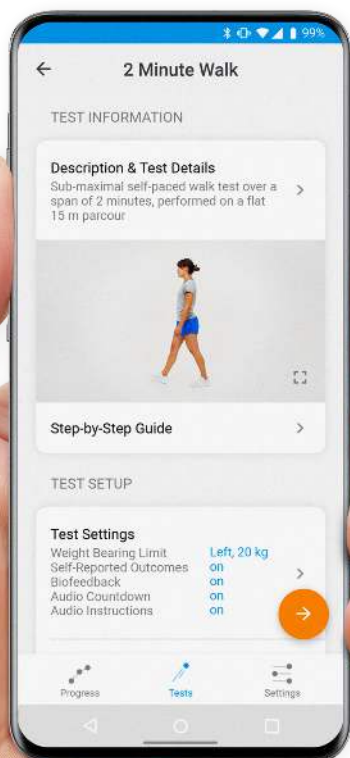 99%
2 Minute Walk
TEST INFORMATION
Description & Test Details
Sub-maximal self-paced walk test over a
span of 2 minutes, performed on a flat
15 m parcour
Step-by-Step Guide
TEST SETUP
Test Settings
Weight Bearing Limit Left, 20 kg
Self-Reported Outcomes on
Biofeedback on
Audio Countdown on
Audio Instructions on
Progress Tests Settings